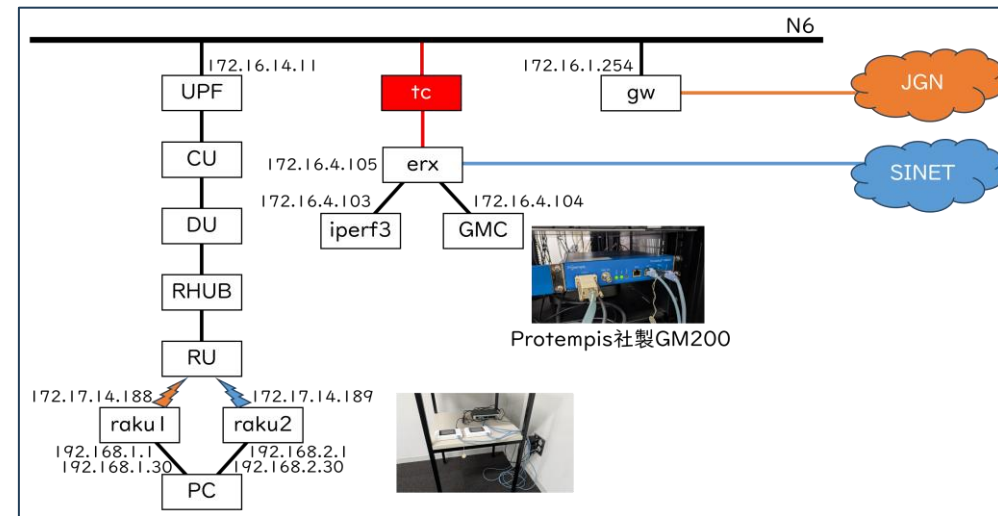 N6
172.16.14.11
172.16.1.254
UPF
tc
gw
JGN
CU
172.16.4.105
erx
SINET
172.16.4.103
172.16.4.104
DU
iperf3
GMC
RHUB
Protempis社製GM200
RU
172.17.14.188
172.17.14.189
raku1
raku2
192.168.1.1
192.168.2.1
192.168.1.30
192.168.2.30
PC